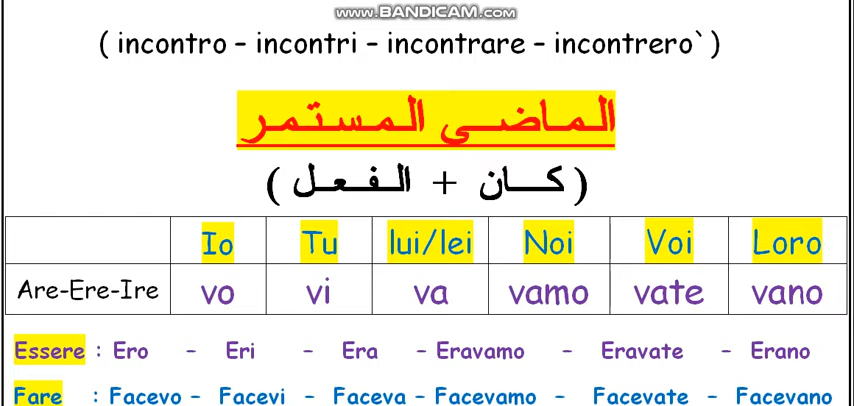 www.BANDICAM.com
( incontro – incontri – incontrare – incontrero` )
الماضي المستمر
( كان + الفعل )
Io Tu lui/lei Noi Voi Loro
Are-Ere-Ire vo vi va vamo vate vano
Essere : Ero – Eri – Era – Eravamo – Eravate – Erano
Fare : Facevo – Facevi – Faceva – Facevamo – Facevate – Facevano